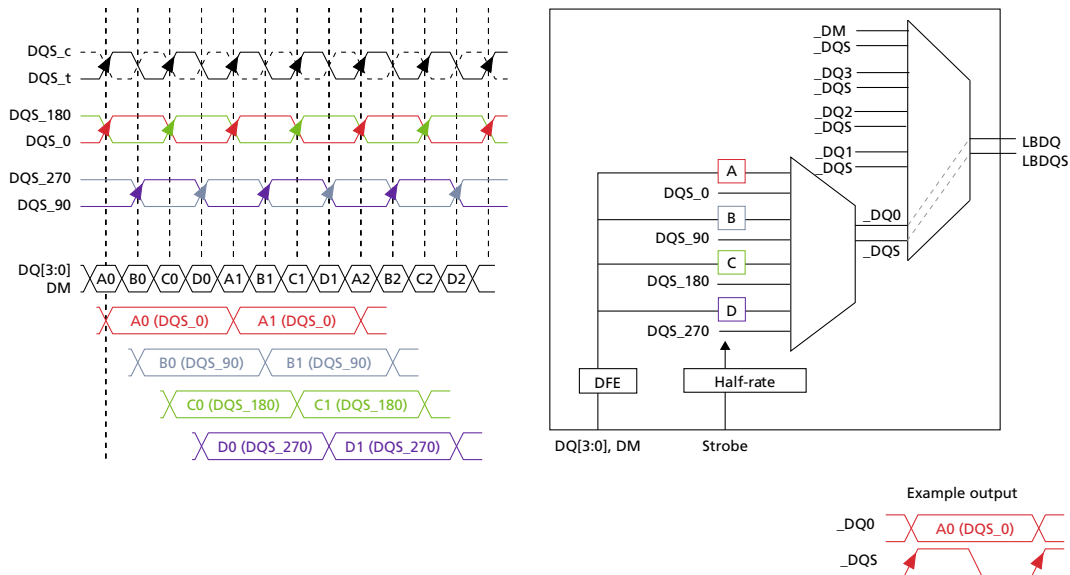 DQS_c
DQS_t
DQS_180
DQS_0
DQS_270
DQS_90
DQ[3:0]
DM
A0 B0 C0 D0 A1 B1 C1 D1 A2 B2 C2 D2
A0 (DQS_0) A1 (DQS_0)
B0 (DQS_90) B1 (DQS_90)
C0 (DQS_180) C1 (DQS_180)
D0 (DQS_270) D1 (DQS_270)
_DM
_DQS
_DQ3
_DQS
_DQ2
_DQS
_DQ1
_DQS
LBDQ
LBDQS
A
DQS_0
B
DQS_90
C
DQS_180
D
DQS_270
_DQ0
_DQS
DFE
Half-rate
DQ[3:0], DM
Strobe
Example output
_DQ0
A0 (DQS_0)
_DQS